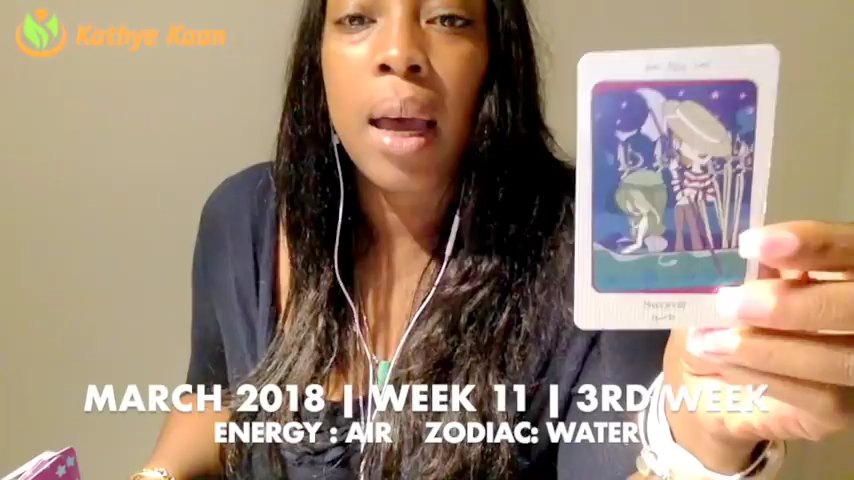 Kathye Kaan
MARCH 2018 | WEEK 11 | 3RD WEEK
ENERGY : AIR ZODIAC: WATER